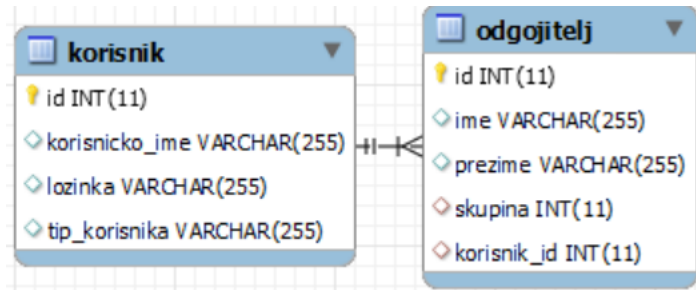 korisnik
id INT(11)
korisnicko_ime VARCHAR(255)
lozinka VARCHAR(255)
tip_korisnika VARCHAR(255)
odgojitelj
id INT(11)
ime VARCHAR(255)
prezime VARCHAR(255)
skupina INT(11)
korisnik_id INT(11)